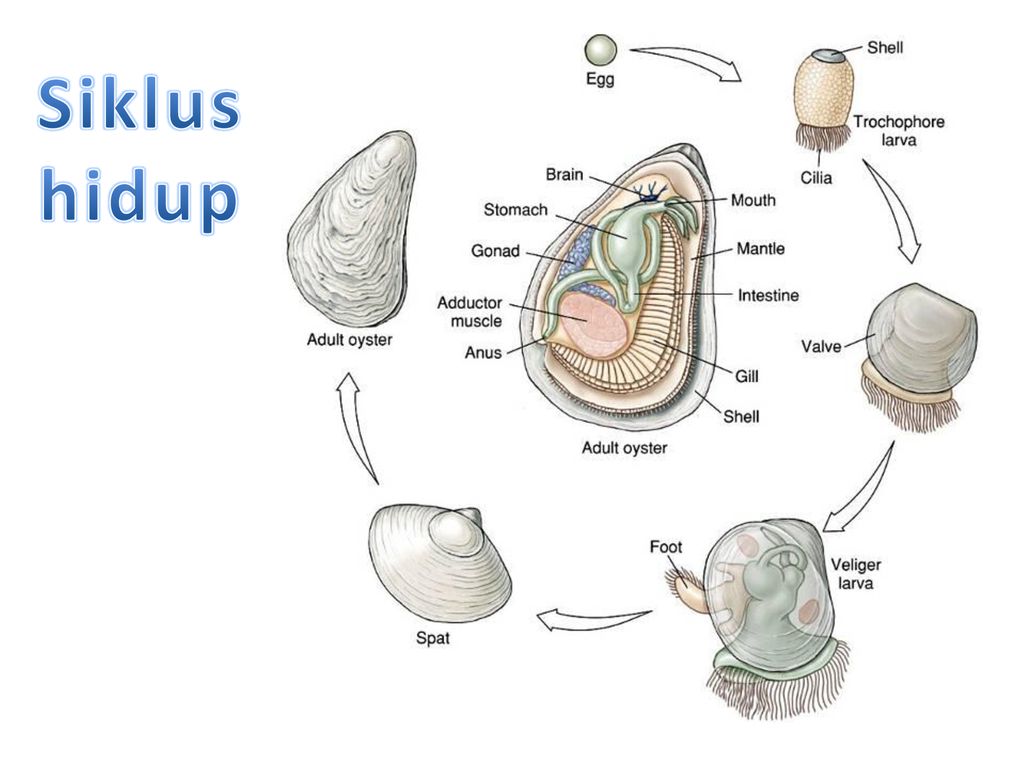 Siklus
hidup
Egg
Shell
Trochophore
larva
Cilia
Brain
Stomach
Gonad
Adductor
muscle
Anus
Mouth
Mantle
Intestine
Gill
Shell
Adult oyster
Adult oyster
Valve
Foot
Veliger
larva
Spat